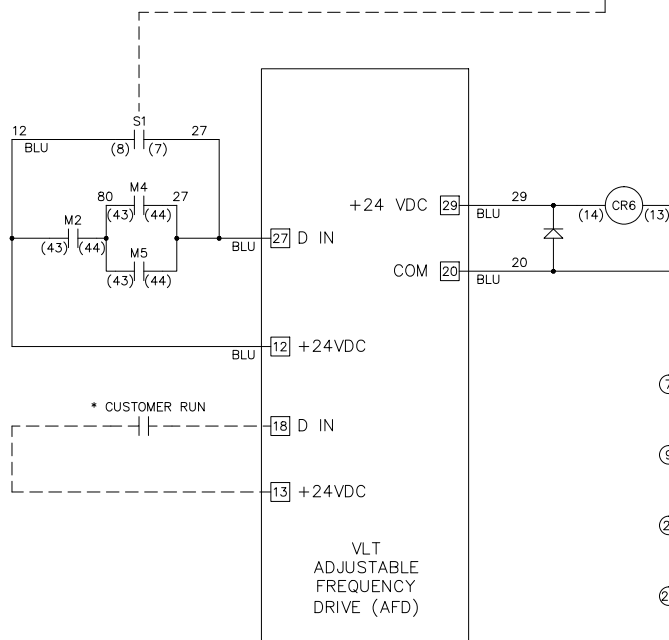 S1
12
27
BLU
(8) (7)
80 M4 27
(43) (44)
M2
(43) (44)
M5
(43) (44)
BLU
27 D IN
+24 VDC 29
BLU
29
(14) CR6 (13)
COM 20
BLU
20
BLU
12 +24VDC
* CUSTOMER RUN
18 D IN
13 +24VDC
VLT
ADJUSTABLE
FREQUENCY
DRIVE (AFD)
7
9